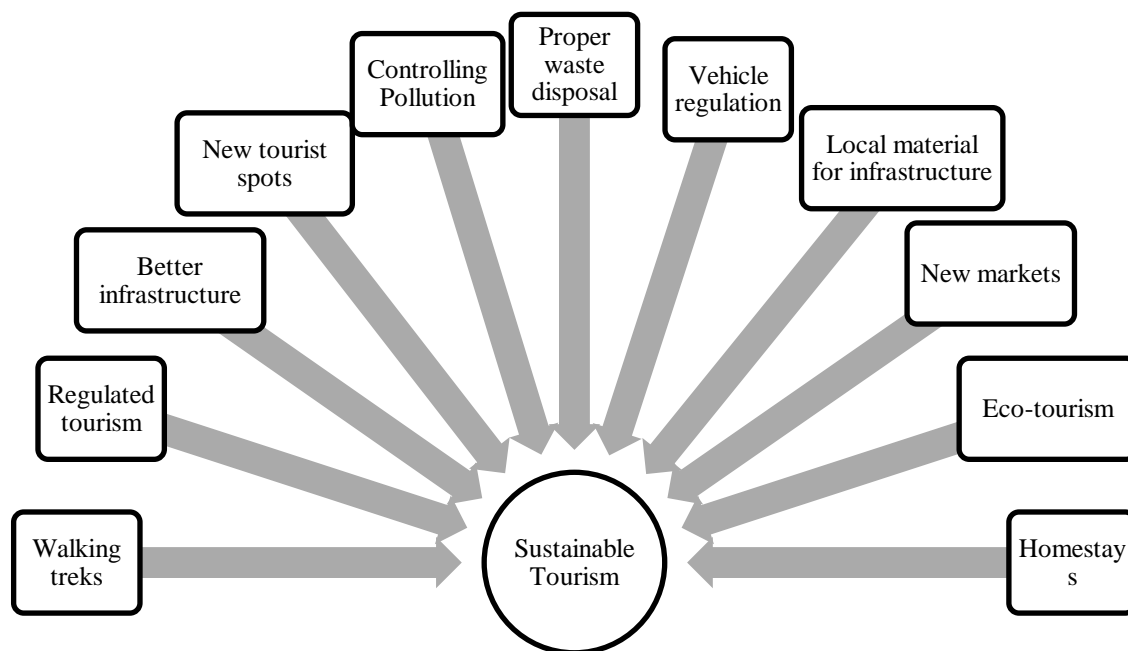 Proper
waste
disposal
Controlling
Pollution
Vehicle
regulation
New tourist
spots
Local material
for infrastructure
Better
infrastructure
New markets
Regulated
tourism
Eco-tourism
Walking
treks
Sustainable
Tourism
Homestay
s